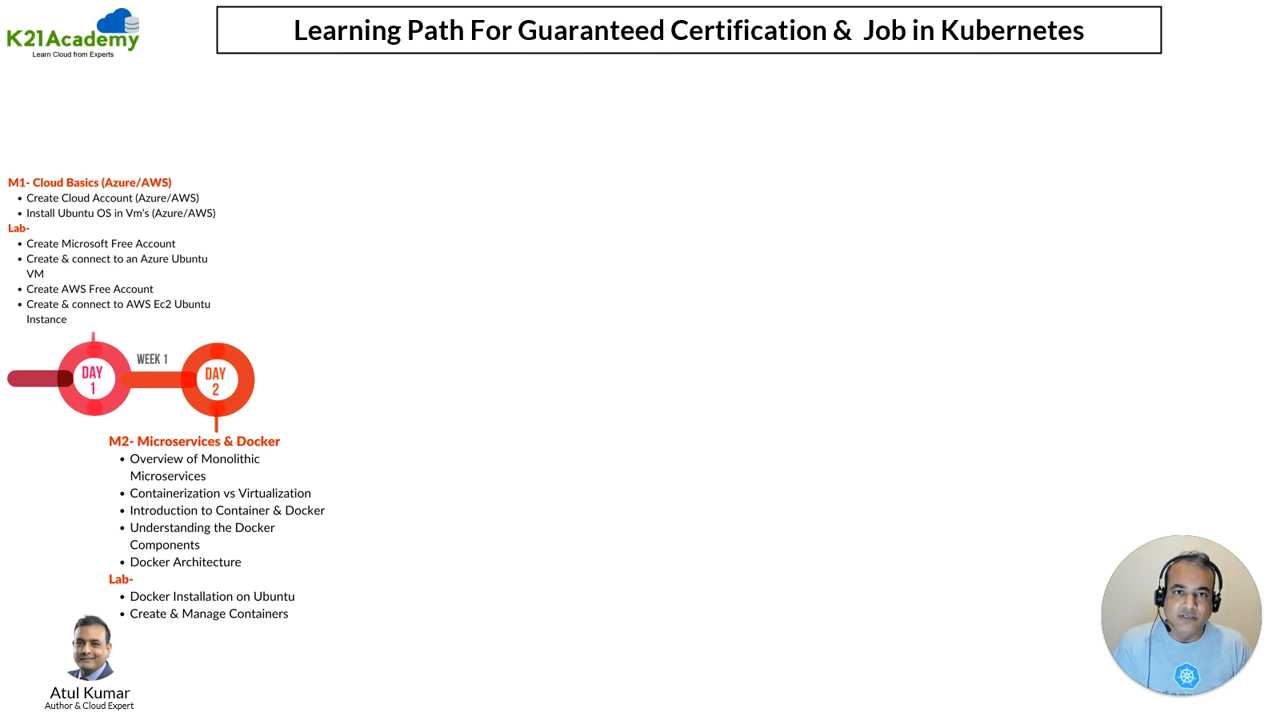 K21Academy
Learn Cloud from Experts
Learning Path For Guaranteed Certification & Job in Kubernetes
M1- Cloud Basics (Azure/AWS)
• Create Cloud Account (Azure/AWS)
• Install Ubuntu OS in Vm's (Azure/AWS)
Lab-
• Create Microsoft Free Account
• Create & connect to an Azure Ubuntu
VM
• Create AWS Free Account
• Create & connect to AWS Ec2 Ubuntu
Instance
DAY
1
WEEK 1
DAY
2
M2- Microservices & Docker
• Overview of Monolithic
Microservices
• Containerization vs Virtualization
• Introduction to Container & Docker
• Understanding the Docker
Components
• Docker Architecture
Lab-
• Docker Installation on Ubuntu
• Create & Manage Containers
Atul Kumar
Author & Cloud Expert